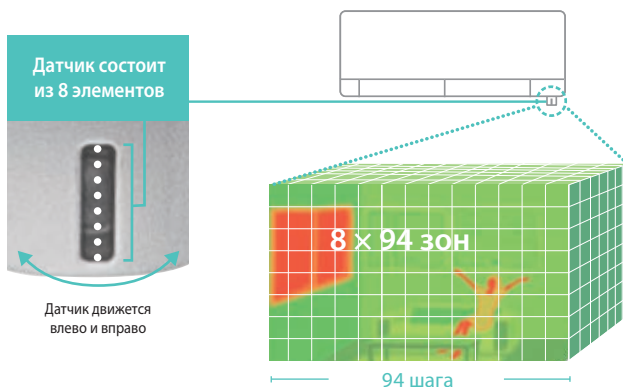 Датчик состоит
из 8 элементов
8 × 94 зон
Датчик движется
влево и вправо
94 шага